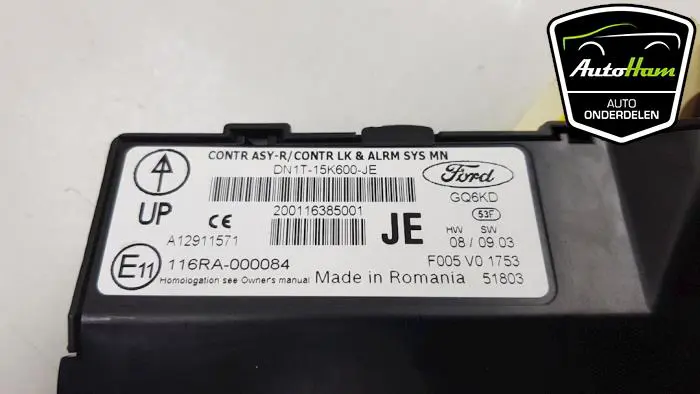 AutoHam
AUTO
ONDERDELEN
CONTR ASY-R/CONTR LK & ALRM SYS MN
DN1T-15K600-JE
Ford
GQ6KD
UP
CE
200116385001
JE
53F
HW SW
08 / 09 03
A12911571
F005 V0 1753
E11
116RA-000084
Made in Romania
51803
Homologation see Owner's manual